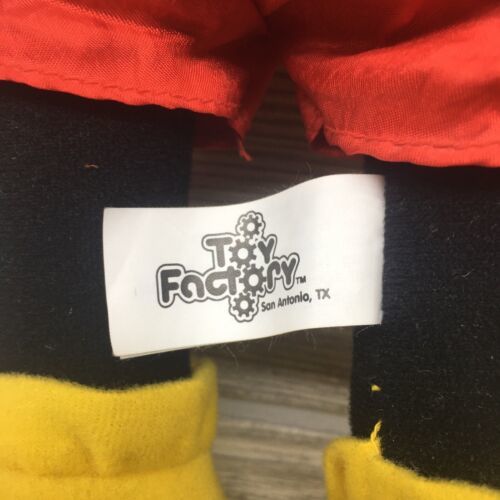 Toy
Factory™
San Antonio, TX